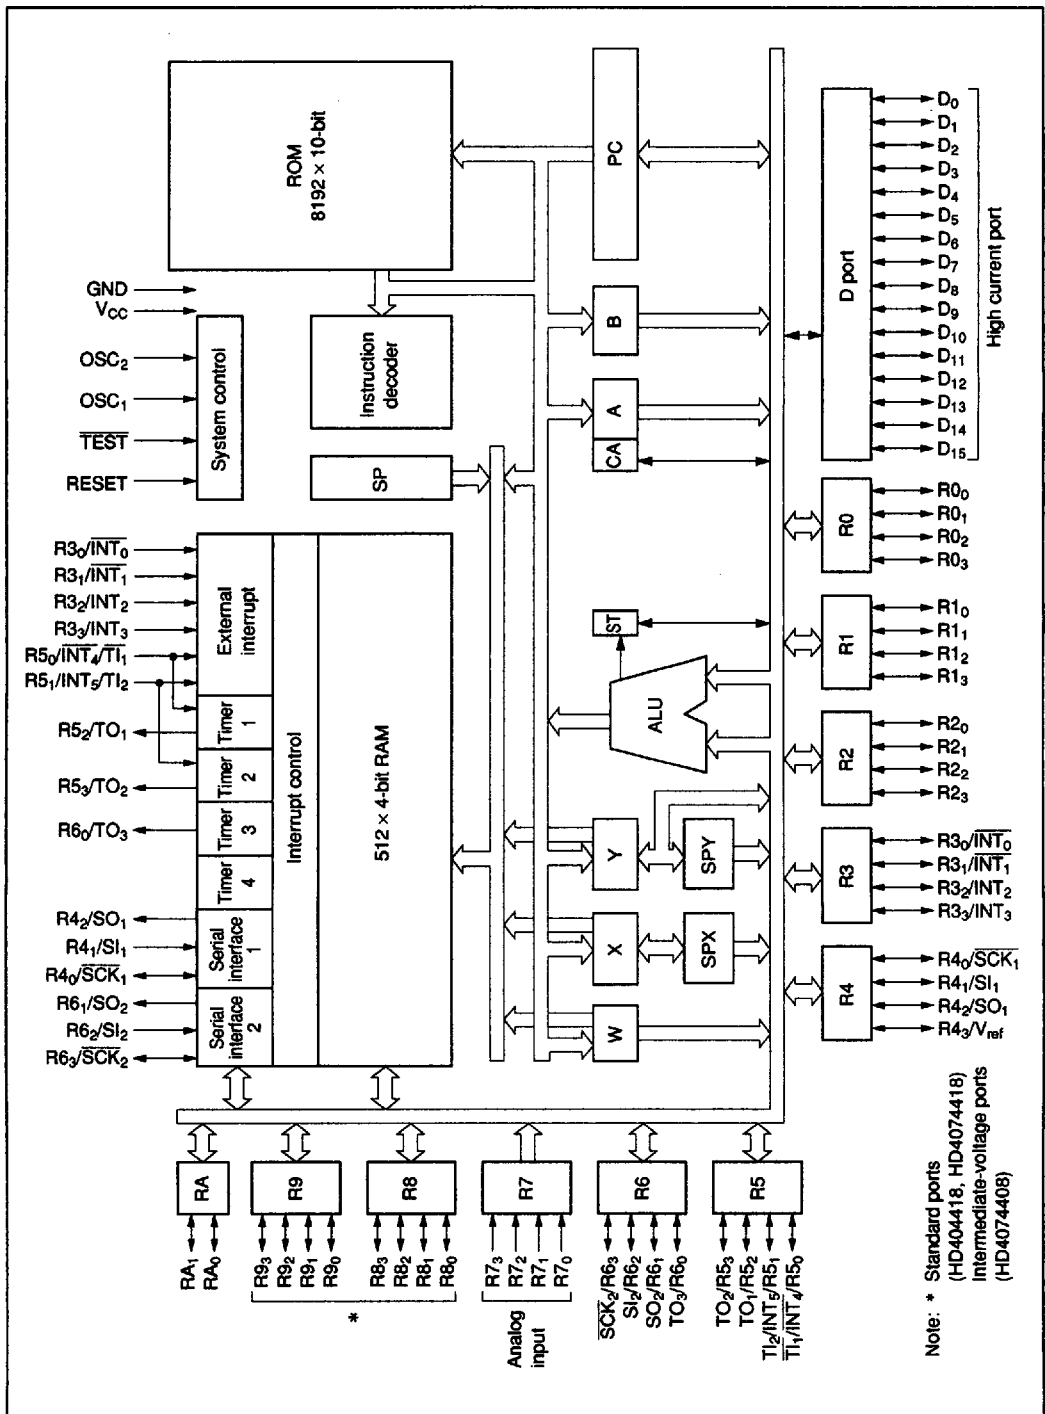 ROM
8192 × 10-bit
PC
GND
VCC
OSC2
OSC1
TEST
RESET
System control
Instruction
decoder
SP
B
A
CA
D port
D0
D1
D2
D3
D4
D5
D6
D7
D8
D9
D10
D11
D12
D13
D14
D15
High current port
R30/INT0
R31/INT1
R32/INT2
R33/INT3
R50/INT4/TI1
R51/INT5/TI2
R52/TO1
R53/TO2
R60/TO3
R42/SO1
R41/SI1
R40/SCK1
R61/SO2
R62/SI2
R63/SCK2
External
interrupt
Timer
1
Timer
2
Timer
3
Timer
4
Serial
interface
1
Serial
interface
2
Interrupt control
512 × 4-bit RAM
ST
ALU
Y
SPY
X
SPX
W
R0
R00
R01
R02
R03
R1
R10
R11
R12
R13
R2
R20
R21
R22
R23
R3
R30/INT0
R31/INT1
R32/INT2
R33/INT3
R4
R40/SCK1
R41/SI1
R42/SO1
R43/Vref
RA
R9
R8
R7
R6
R5
RA1
RA0
R93
R92
R91
R90
R83
R82
R81
R80
*
R73
R72
R71
R70
Analog
input
SCK2/R63
SI2/R62
SO2/R61
TO3/R60
TO2/R53
TO1/R52
TI2/INT5/R51
TI1/INT4/R50
Note: * Standard ports
(HD404418, HD4074418)
Intermediate-voltage ports
(HD4074408)